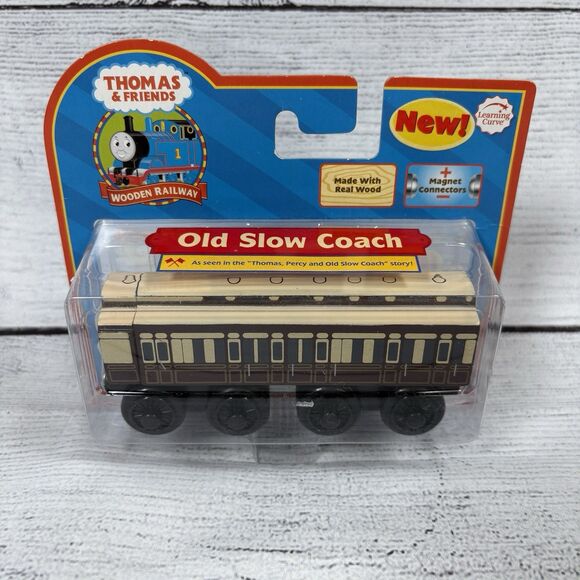 THOMAS
& FRIENDS
1
WOODEN RAILWAY
New!
Learning
Curve
Made With
Real Wood
Magnet
Connectors
Old Slow Coach
As seen in the "Thomas, Percy and Old Slow Coach" story!